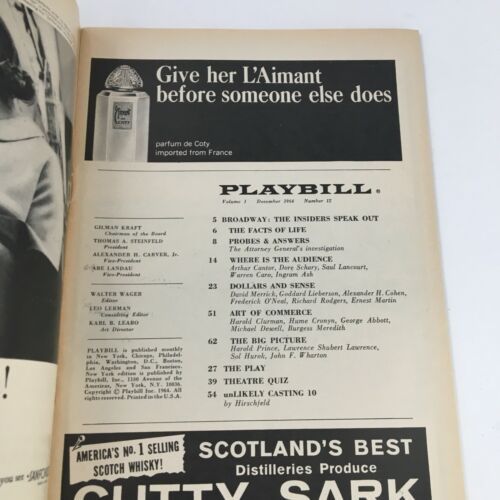 Give her L'Aimant
before someone else does
parfum de Coty
imported from France
PLAYBILL®
Volume 1 December 1964 Number 12
GILMAN KRAFT
Chairman of the Board
THOMAS A. STEINFELD
President
ALEXANDER H. CARVER, Jr.
Vice-President
ABE LANDAU
Vice-President
WALTER WAGER
Editor
LEO LERMAN
Consulting Editor
KARL R. LEABO
Art Director
PLAYBILL is published monthly
in New York, Chicago, Philadel-
phia, Washington, D.C., Boston,
Los Angeles and San Francisco.
New York edition is published by
Playbill, Inc., 1180 Avenue of the
Americas, New York, N.Y. 10036.
Copyright © Playbill Inc. 1964. All
rights reserved. Printed in the U.S.A.
5 BROADWAY: THE INSIDERS SPEAK OUT
6 THE FACTS OF LIFE
8 PROBES & ANSWERS
The Attorney General's investigation
14 WHERE IS THE AUDIENCE
Arthur Cantor, Dore Schary, Saul Lancourt,
Warren Caro, Ingram Ash
23 DOLLARS AND SENSE
David Merrick, Goddard Lieberson, Alexander H. Cohen,
Frederick O'Neal, Richard Rodgers, Ernest Martin
51 ART OF COMMERCE
Harold Clurman, Hume Cronyn, George Abbott,
Michael Dewell, Burgess Meredith
62 THE BIG PICTURE
Harold Prince, Lawrence Shubert Lawrence,
Sol Hurok, John F. Wharton
27 THE PLAY
39 THEATRE QUIZ
54 unLIKELY CASTING 10
by Hirschfeld
!
you see
AMERICA'S NO. 1 SELLING
SCOTCH WHISKY!
SCOTLAND'S BEST
Distilleries Produce
CUTTY SARK